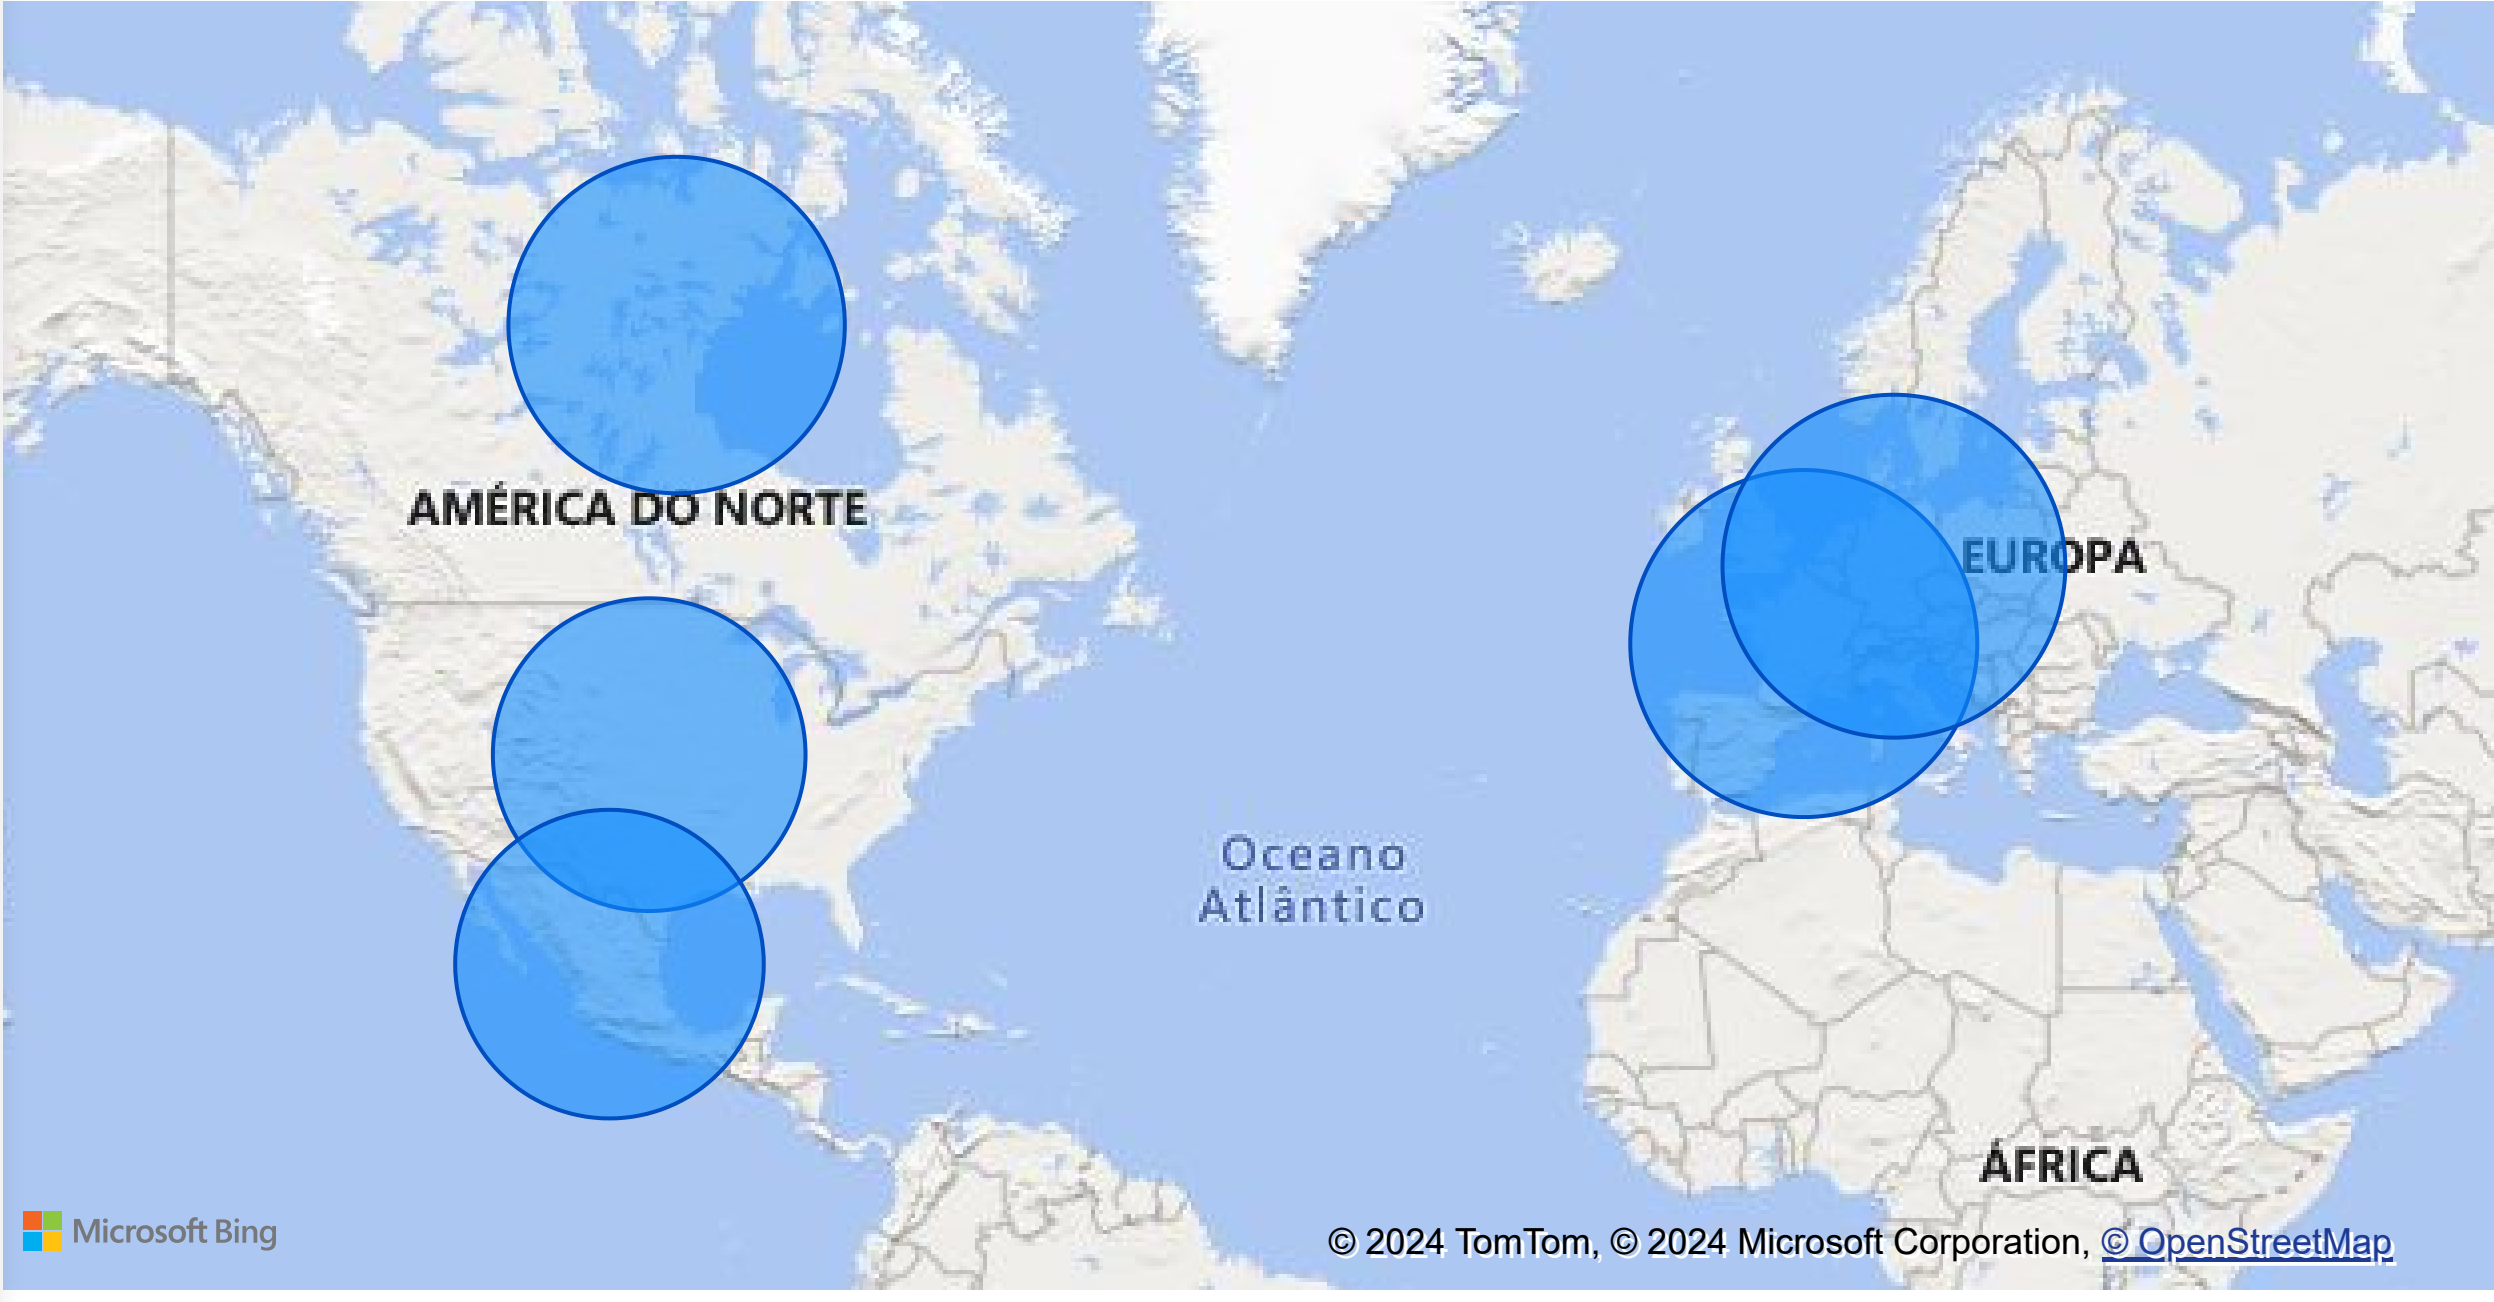 AMÉRICA DO NORTE
EUROPA
Oceano
Atlântico
ÁFRICA
Microsoft Bing
© 2024 TomTom, © 2024 Microsoft Corporation, © OpenStreetMap